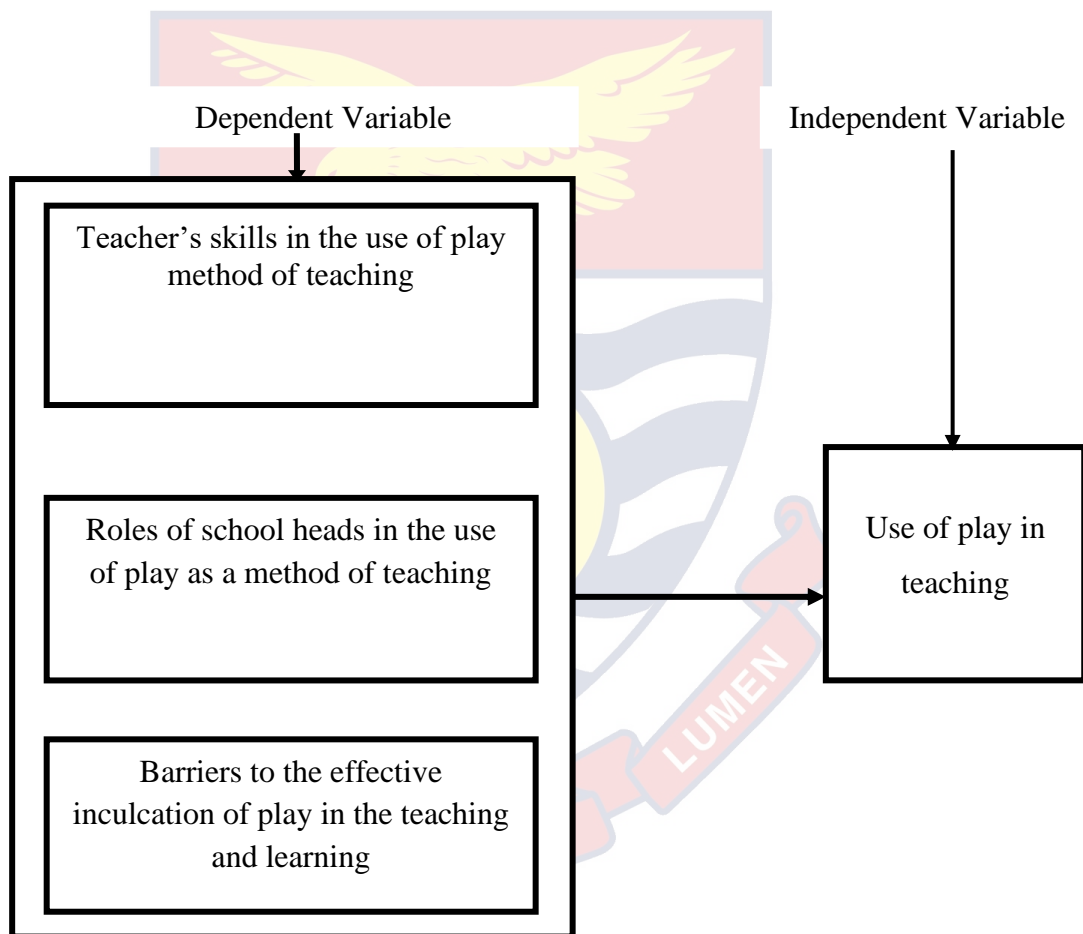 Dependent Variable
Independent Variable
Teacher’s skills in the use of play
method of teaching
Roles of school heads in the use
of play as a method of teaching
Use of play in
teaching
Barriers to the effective
inculcation of play in the teaching
and learning
LUMEN